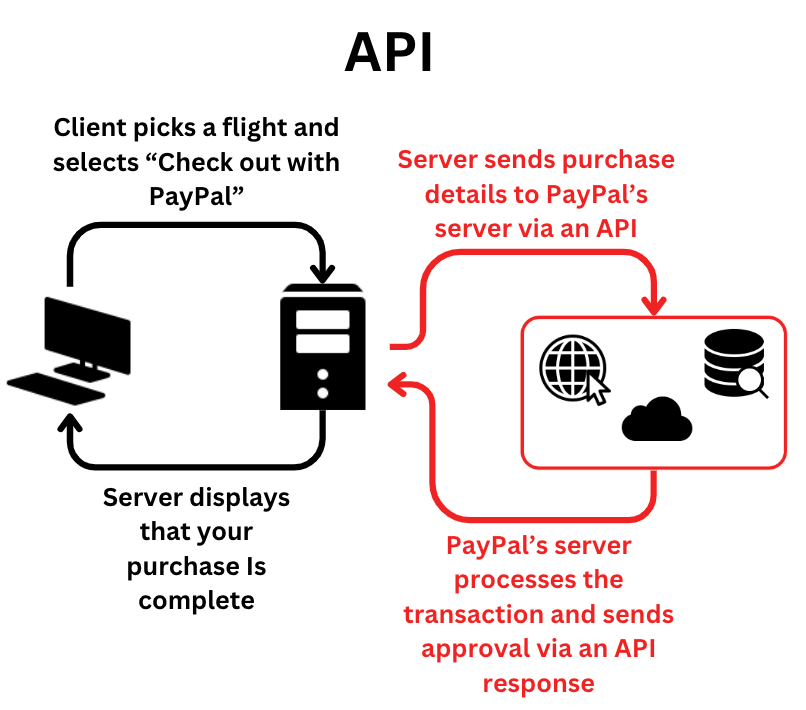 API
Client picks a flight and
selects “Check out with
PayPal”
Server sends purchase
details to PayPal’s
server via an API
Server displays
that your
purchase Is
complete
PayPal’s server
processes the
transaction and sends
approval via an API
response